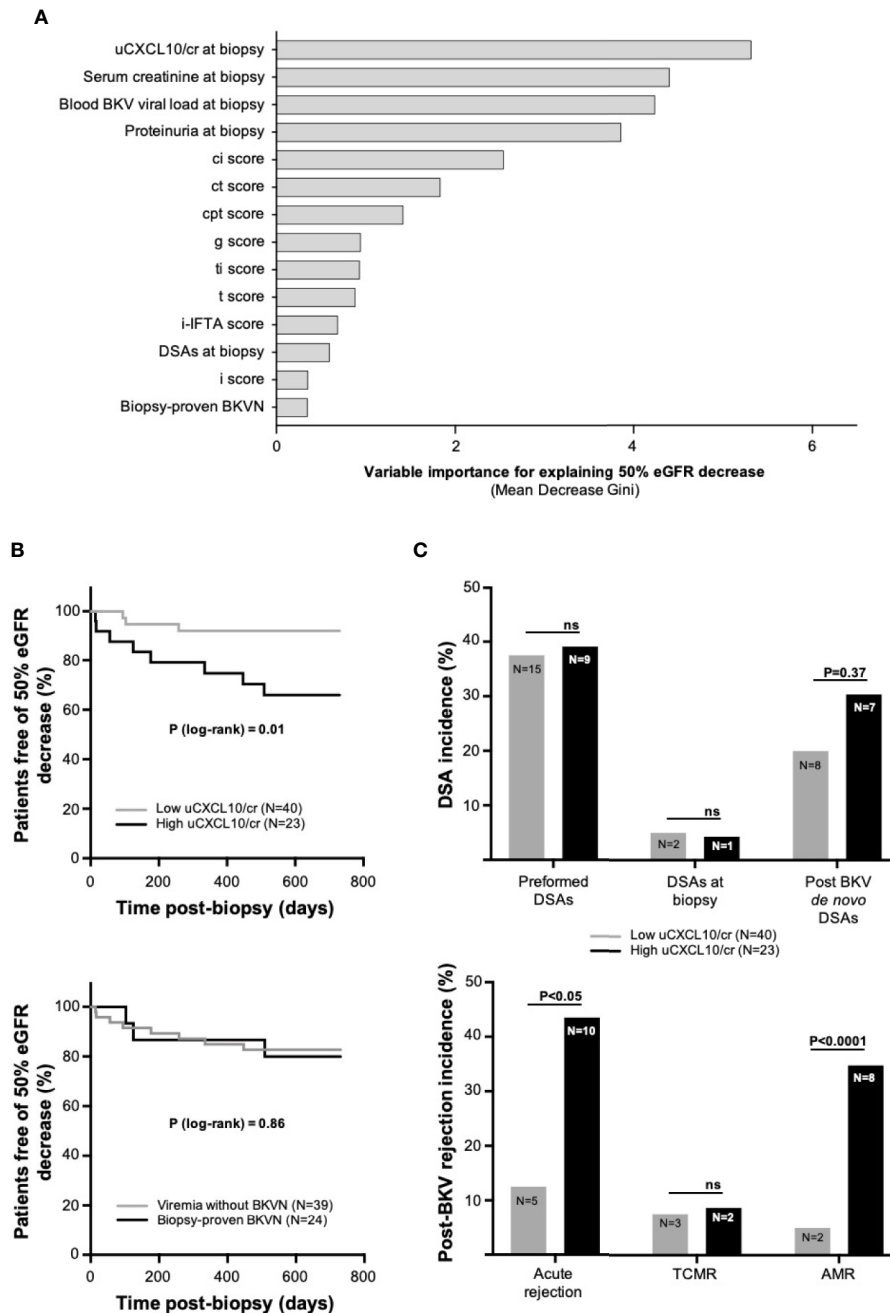 A
uCXCL10/cr at biopsy
Serum creatinine at biopsy
Blood BKV viral load at biopsy
Proteinuria at biopsy
ci score
ct score
cpt score
g score
ti score
t score
i-IFTA score
DSAs at biopsy
i score
Biopsy-proven BKVN
0
2
4
6
Variable importance for explaining 50% eGFR decrease
(Mean Decrease Gini)
B
Patients free of 50% eGFR
decrease (%)
100
80
60
40
20
0
P (log-rank) = 0.01
Low uCXCL10/cr (N=40)
High uCXCL10/cr (N=23)
0
200
400
600
800
Time post-biopsy (days)
Patients free of 50% eGFR
decrease (%)
100
80
60
40
20
0
P (log-rank) = 0.86
Viremia without BKVN (N=39)
Biopsy-proven BKVN (N=24)
0
200
400
600
800
Time post-biopsy (days)
C
DSA incidence (%)
50
40
30
20
10
ns
N=15
N=9
ns
N=2
N=1
P=0.37
N=8
N=7
Preformed
DSAs
DSAs at
biopsy
Post BKV
de novo
DSAs
Low uCXCL10/cr (N=40)
High uCXCL10/cr (N=23)
Post-BKV rejection incidence (%)
50
40
30
20
10
P<0.05
N=5
N=10
ns
N=3
N=2
P<0.0001
N=2
N=8
Acute
rejection
TCMR
AMR